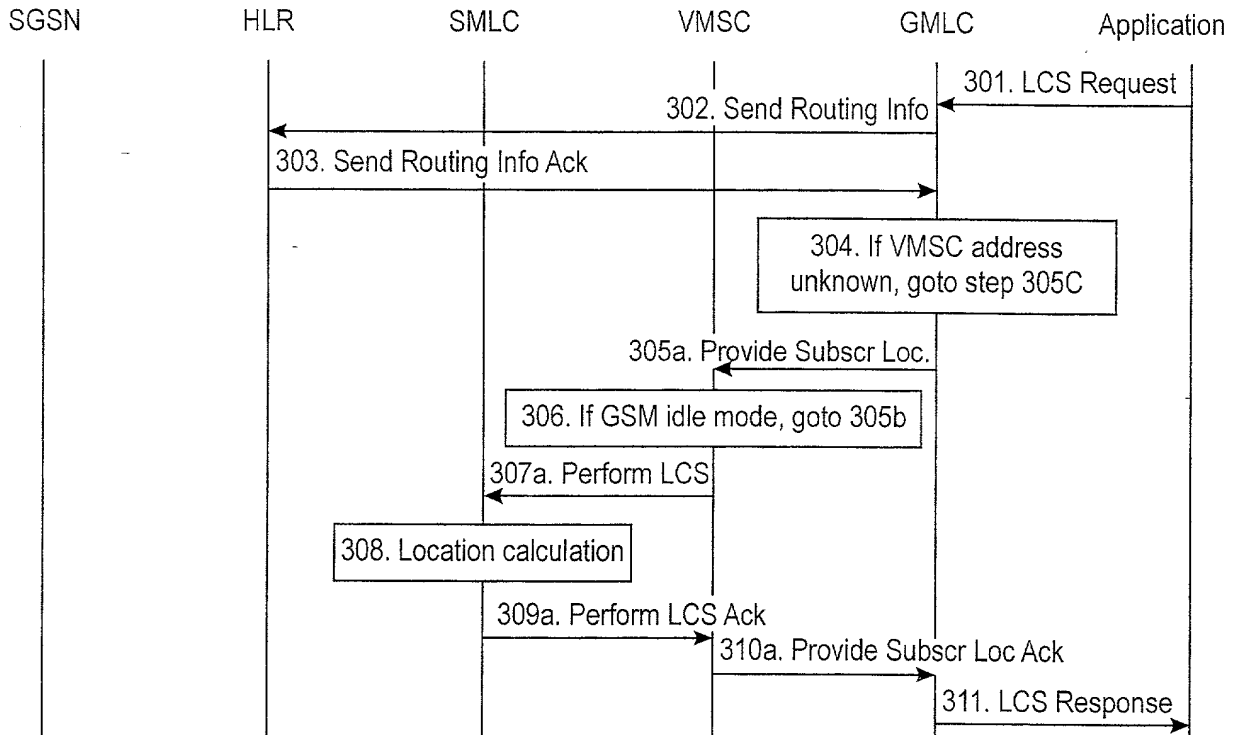 SGSN HLR SMLC VMSC GMLC Application
301. LCS Request
302. Send Routing Info
303. Send Routing Info Ack
304. If VMSC address
unknown, goto step 305C
305a. Provide Subscr Loc.
306. If GSM idle mode, goto 305b
307a. Perform LCS
308. Location calculation
309a. Perform LCS Ack
310a. Provide Subscr Loc Ack
311. LCS Response